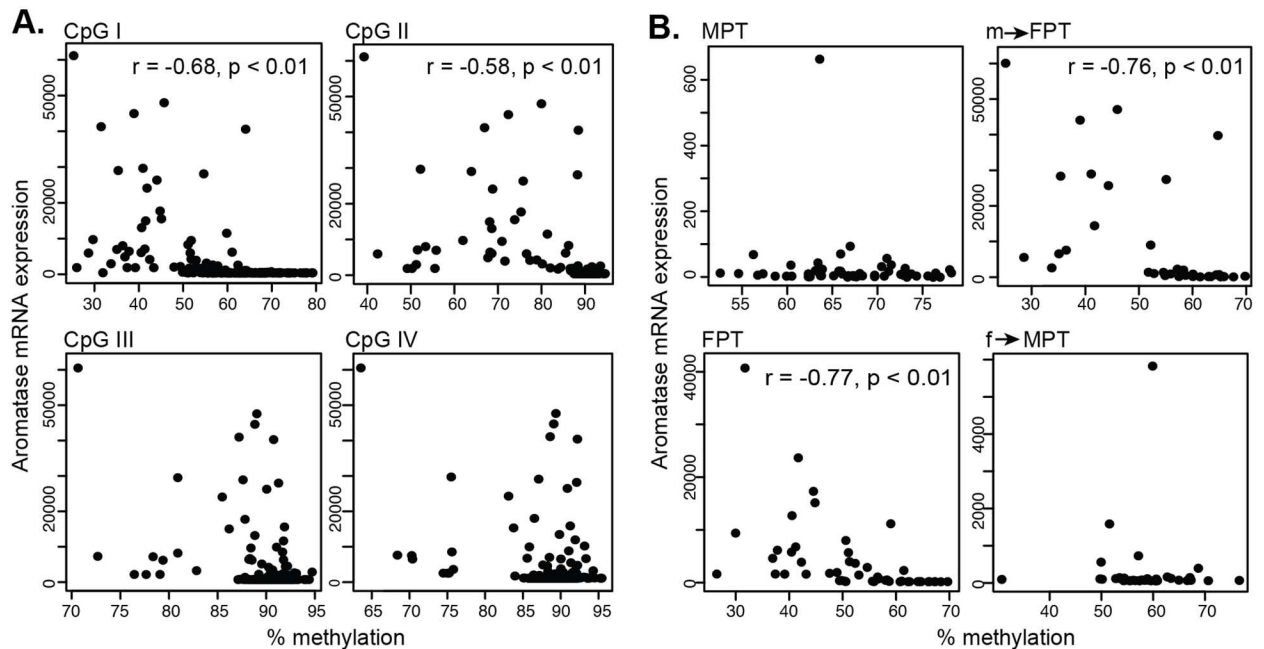 A.
CpG I
r = -0.68, p < 0.01
50000
20000
0
30 40 50 60 70 80
CpG II
r = -0.58, p < 0.01
50000
20000
0
40 50 60 70 80 90
CpG III
50000
20000
0
70 75 80 85 90 95
CpG IV
50000
20000
0
65 70 75 80 85 90 95
Aromatase mRNA expression
% methylation
B.
MPT
600
400
200
0
55 60 65 70 75
m→FPT
r = -0.76, p < 0.01
50000
20000
0
30 40 50 60 70
FPT
r = -0.77, p < 0.01
40000
20000
0
30 40 50 60 70
f→MPT
4000
2000
0
40 50 60 70
Aromatase mRNA expression
% methylation